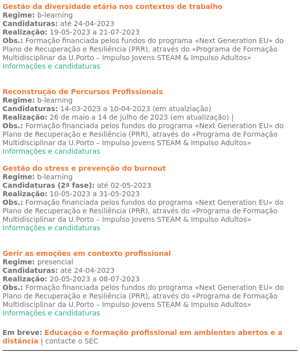 Gestão da diversidade etária nos contextos de trabalho
Regime: b-learning
Candidaturas: até 24-04-2023
Realização: 19-05-2023 a 21-07-2023
Obs.: Formação financiada pelos fundos do programa «Next Generation EU» do
Plano de Recuperação e Resiliência (PRR), através do «Programa de Formação
Multidisciplinar da U.Porto – Impulso Jovens STEAM & Impulso Adultos»
Informações e candidaturas
Reconstrução de Percursos Profissionais
Regime: b-learning
Candidaturas: 14-03-2023 a 10-04-2023 (em atualziação)
Realização: 26 de maio a 14 de julho de 2023 (em atualização) |
Obs.: Formação financiada pelos fundos do programa «Next Generation EU» do
Plano de Recuperação e Resiliência (PRR), através do «Programa de Formação
Multidisciplinar da U.Porto – Impulso Jovens STEAM & Impulso Adultos»
Informações e candidaturas
Gestão do stress e prevenção do burnout
Regime: b-learning
Candidaturas (2ª fase): até 02-05-2023
Realização: 10-05-2023 a 31-05-2023
Obs.: Formação financiada pelos fundos do programa «Next Generation EU» do
Plano de Recuperação e Resiliência (PRR), através do «Programa de Formação
Multidisciplinar da U.Porto – Impulso Jovens STEAM & Impulso Adultos»
Informações e candidaturas
Gerir as emoções em contexto profissional
Regime: presencial
Candidaturas: até 24-04-2023
Realização: 20-05-2023 a 08-07-2023
Obs.: Formação financiada pelos fundos do programa «Next Generation EU» do
Plano de Recuperação e Resiliência (PRR), através do «Programa de Formação
Multidisciplinar da U.Porto – Impulso Jovens STEAM & Impulso Adultos»
Informações e candidaturas
Em breve: Educação e formação profissional em ambientes abertos e a
distância | contacte o SEC